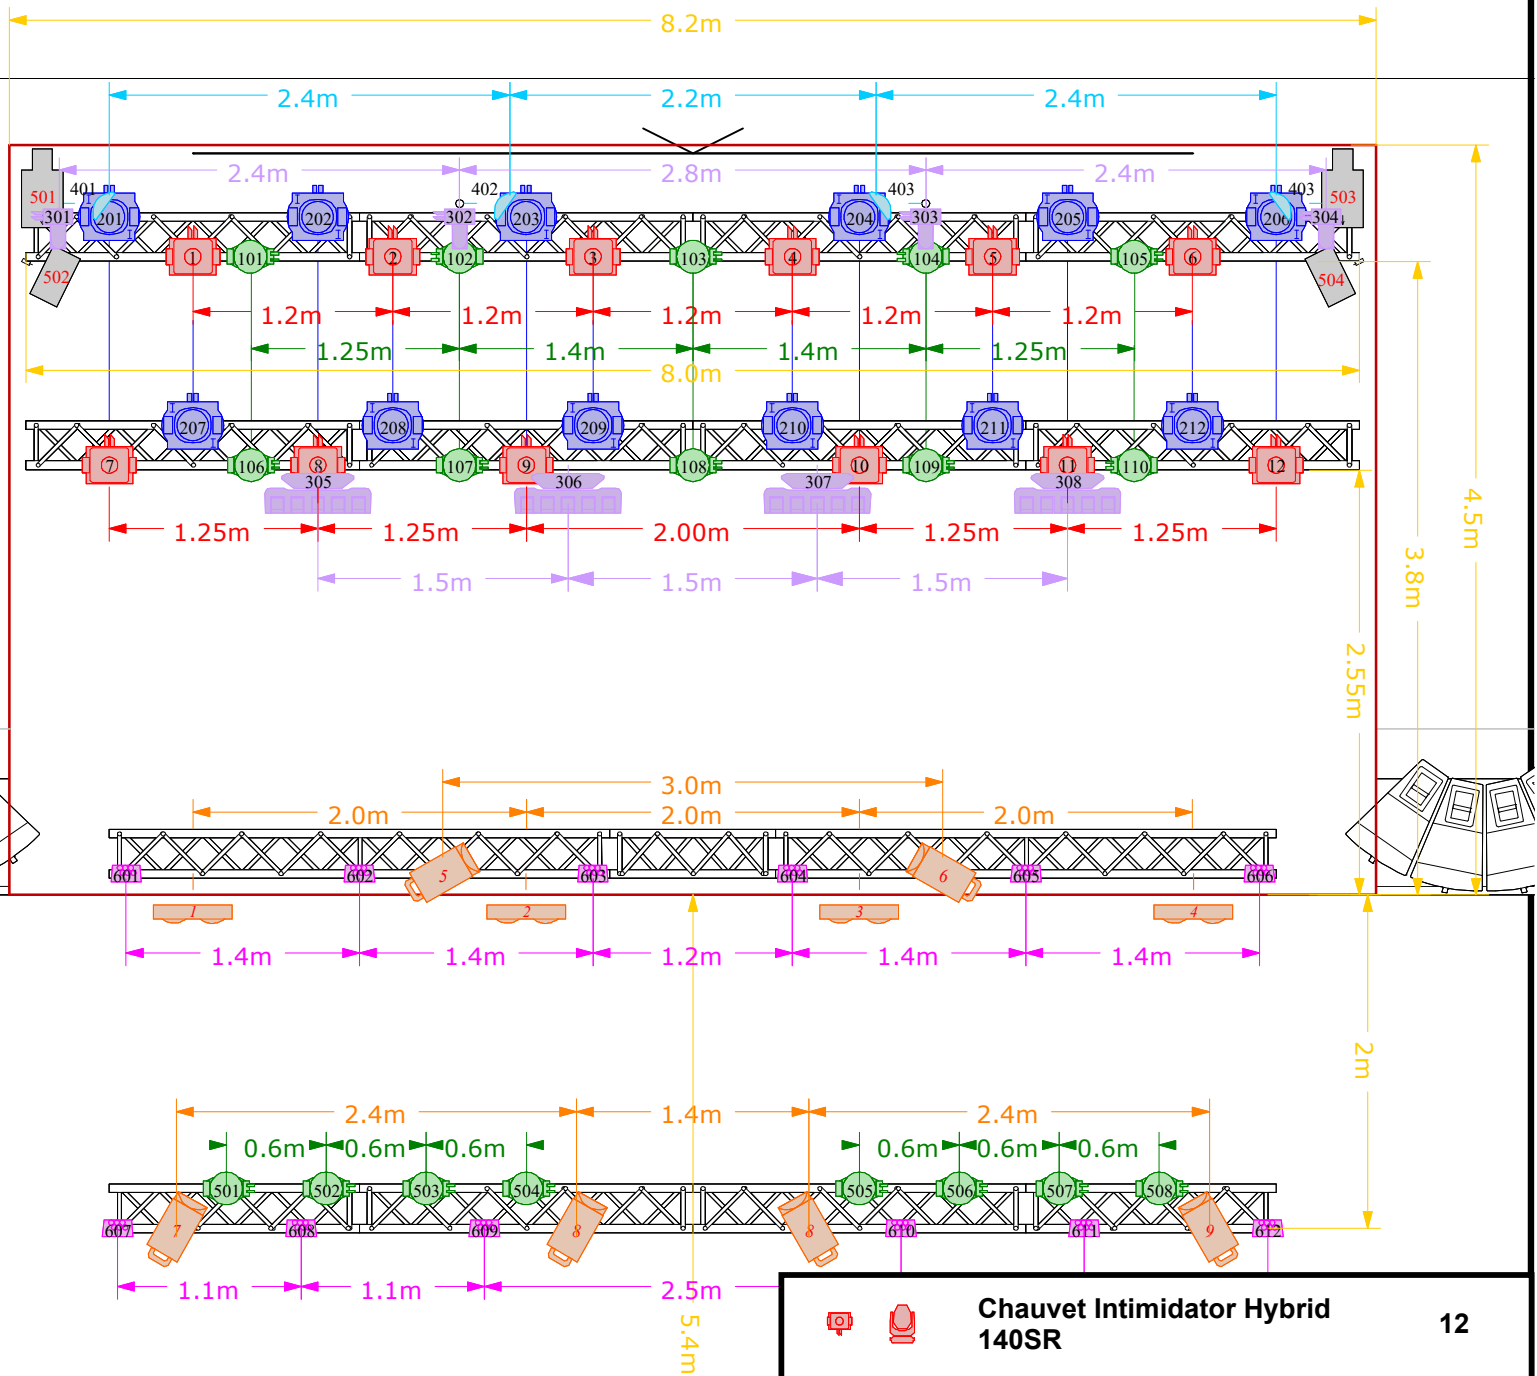 8.2m
2.4m 2.2m 2.4m
2.4m 2.8m 2.4m
401 402 403 403
501 503
301 201 202 302 203 204 303 205 206 304
1 101 2 102 3 103 4 104 5 105 6
502 504
1.2m 1.2m 1.2m 1.2m 1.2m
1.25m 1.4m 1.4m 1.25m
8.0m
207 208 209 210 211 212
7 106 8 107 9 108 10 109 11 110 12
305 306 307 308
1.25m 1.25m 2.00m 1.25m 1.25m
1.5m 1.5m 1.5m
4.5m
3.8m
2.55m
3.0m
2.0m 2.0m 2.0m
601 602 5 603 604 6 605 606
1 2 3 4
1.4m 1.4m 1.2m 1.4m 1.4m
2m
2.4m 1.4m 2.4m
0.6m 0.6m 0.6m 0.6m 0.6m 0.6m
501 502 503 504 505 506 507 508
607 7 608 609 8 8 610 611 9 612
1.1m 1.1m 2.5m
5.4m
Chauvet Intimidator Hybrid 12
140SR